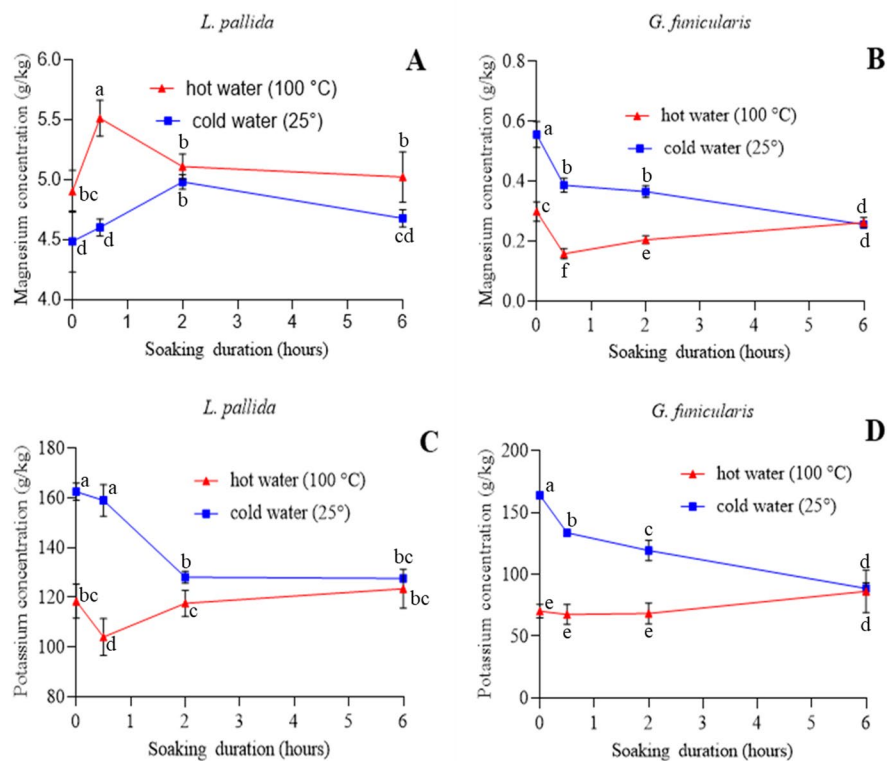 L. pallida
A
Magnesium concentration (g/kg)
6.0
5.5
5.0
4.5
4.0
hot water (100 °C)
cold water (25°)
a
b
b
bc
b
d
d
cd
0
1
2
3
4
5
6
Soaking duration (hours)
G. funicularis
B
Magnesium concentration (g/kg)
0.8
0.6
0.4
0.2
0.0
hot water (100 °C)
cold water (25°)
a
b
b
d
c
f
e
d
0
1
2
3
4
5
6
Soaking duration (hours)
L. pallida
C
Potassium concentration (g/kg)
180
160
140
120
100
80
hot water (100 °C)
cold water (25°)
a
a
b
bc
bc
d
c
bc
0
1
2
3
4
5
6
Soaking duration (hours)
G. funicularis
D
Potassium concentration (g/kg)
200
150
100
50
0
hot water (100 °C)
cold water (25°)
a
b
c
d
e
e
e
d
0
1
2
3
4
5
6
Soaking duration (hours)